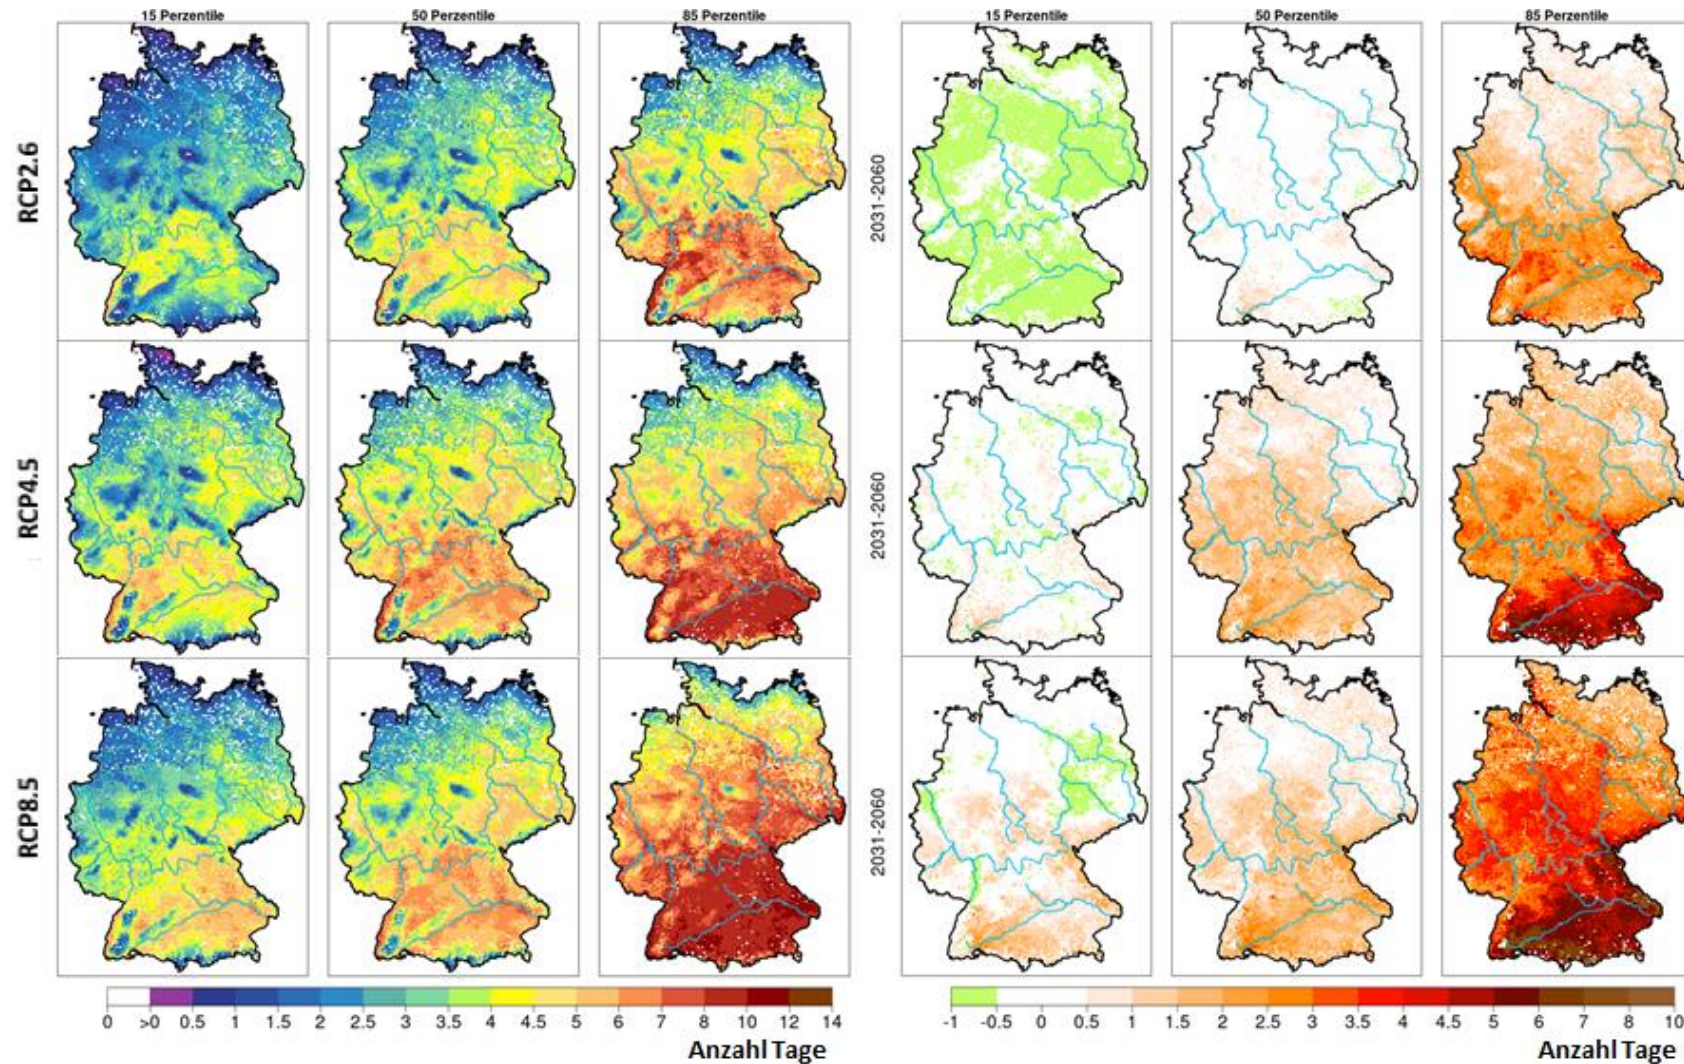 15 Perzentile 50 Perzentile 85 Perzentile 15 Perzentile 50 Perzentile 85 Perzentile
RCP2.6
2031-2060
RCP4.5
2031-2060
RCP8.5
2031-2060
0 >0 0.5 1 1.5 2 2.5 3 3.5 4 4.5 5 6 7 8 10 12 14
-1 -0.5 0 0.5 1 1.5 2 2.5 3 3.5 4 4.5 5 6 7 8 10
Anzahl Tage Anzahl Tage